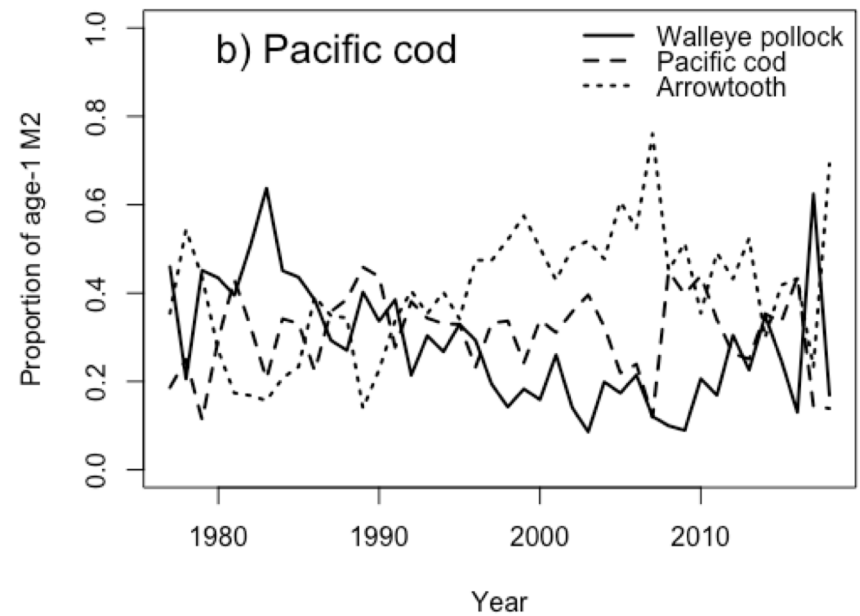 b) Pacific cod
Walleye pollock
Pacific cod
Arrowtooth
Proportion of age-1 M2
1.0
0.8
0.6
0.4
0.2
0.0
1980 1990 2000 2010
Year